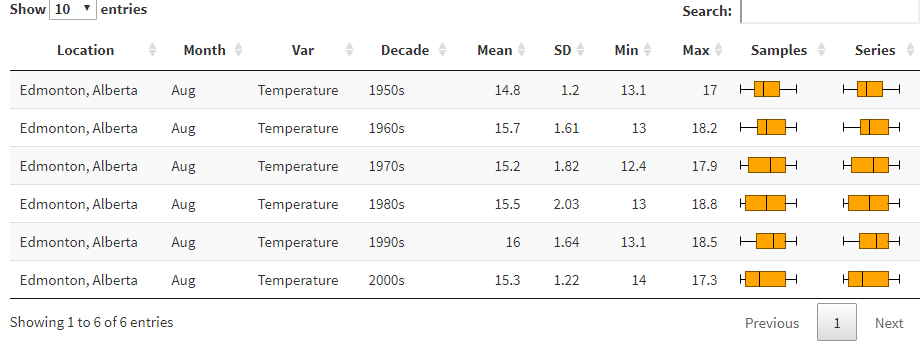 Show 10 entries
Search:
Location Month Var Decade Mean SD Min Max Samples Series
Edmonton, Alberta Aug Temperature 1950s 14.8 1.2 13.1 17
Edmonton, Alberta Aug Temperature 1960s 15.7 1.61 13 18.2
Edmonton, Alberta Aug Temperature 1970s 15.2 1.82 12.4 17.9
Edmonton, Alberta Aug Temperature 1980s 15.5 2.03 13 18.8
Edmonton, Alberta Aug Temperature 1990s 16 1.64 13.1 18.5
Edmonton, Alberta Aug Temperature 2000s 15.3 1.22 14 17.3
Showing 1 to 6 of 6 entries
Previous 1 Next